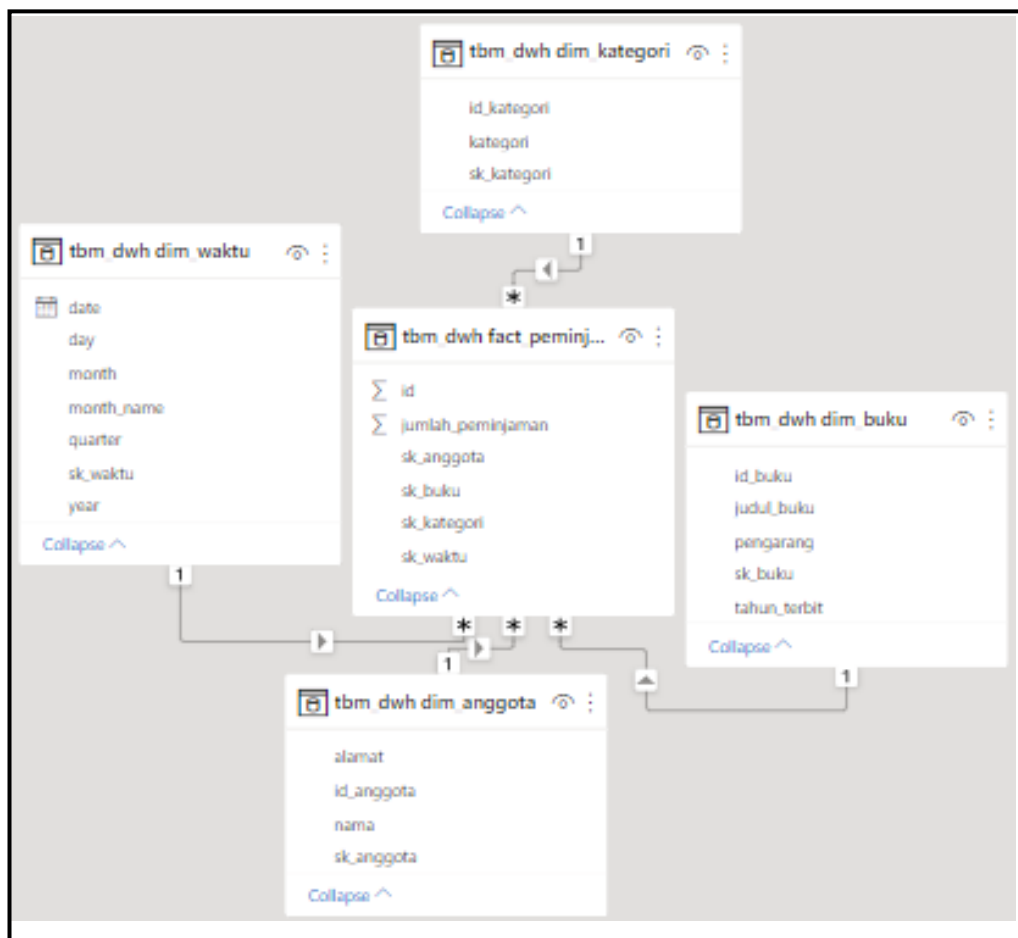 tbm_dwh dim_kategori
id_kategori
kategori
sk_kategori
Collapse
1
*
tbm_dwh dim_waktu
date
day
month
month_name
quarter
sk_waktu
year
Collapse
1
tbm_dwh fact_peminj...
id
jumlah_peminjaman
sk_anggota
sk_buku
sk_kategori
sk_waktu
Collapse
* * *
1
tbm_dwh dim_buku
id_buku
judul_buku
pengarang
sk_buku
tahun_terbit
Collapse
1
tbm_dwh dim_anggota
alamat
id_anggota
nama
sk_anggota
Collapse